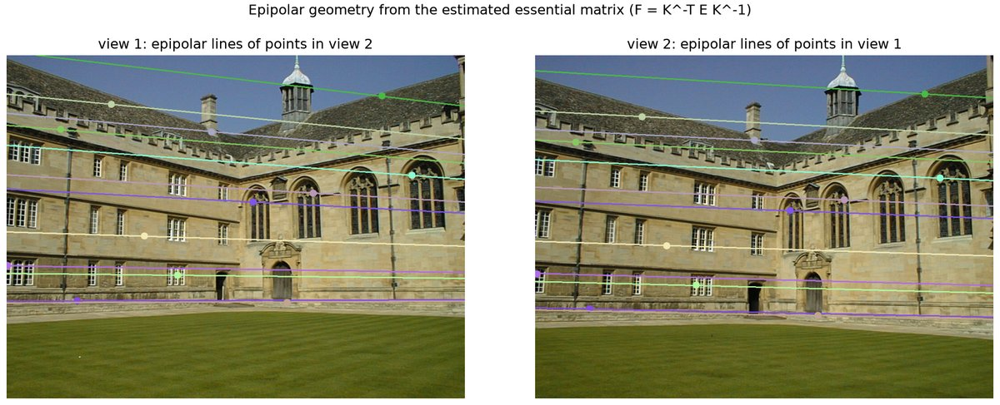 Epipolar geometry from the estimated essential matrix (F = K^-T E K^-1)
view 1: epipolar lines of points in view 2
view 2: epipolar lines of points in view 1